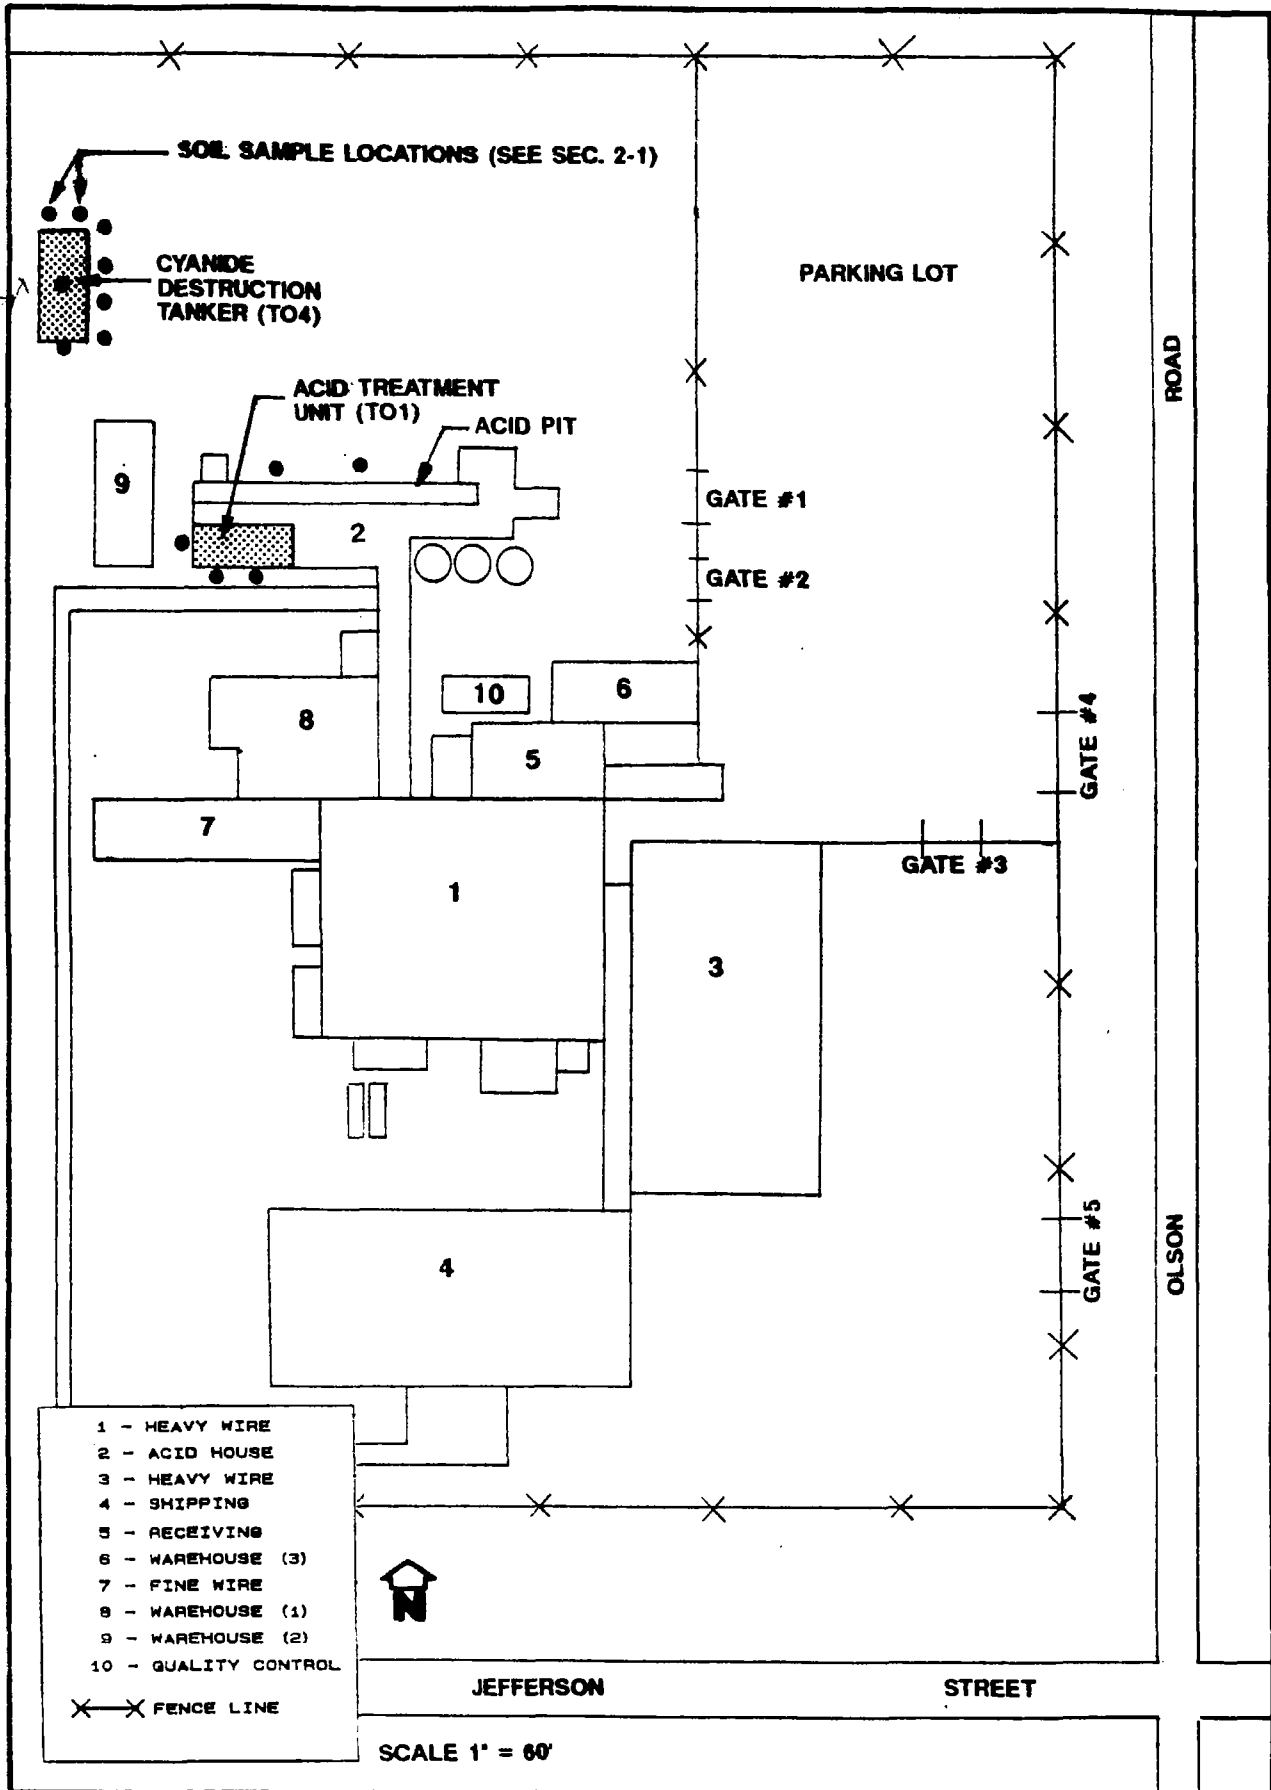 SOIL SAMPLE LOCATIONS (SEE SEC. 2-1)
CYANIDE
DESTRUCTION
TANKER (TO4)
PARKING LOT
ROAD
ACID TREATMENT
UNIT (TO1)
ACID PIT
9
2
GATE #1
GATE #2
10
6
8
5
GATE #4
7
GATE #3
1
3
GATE #5
OLSON
4
1 - HEAVY WIRE
2 - ACID HOUSE
3 - HEAVY WIRE
4 - SHIPPING
5 - RECEIVING
6 - WAREHOUSE (3)
7 - FINE WIRE
8 - WAREHOUSE (1)
9 - WAREHOUSE (2)
10 - QUALITY CONTROL
FENCE LINE
N
JEFFERSON STREET
SCALE 1" = 60'